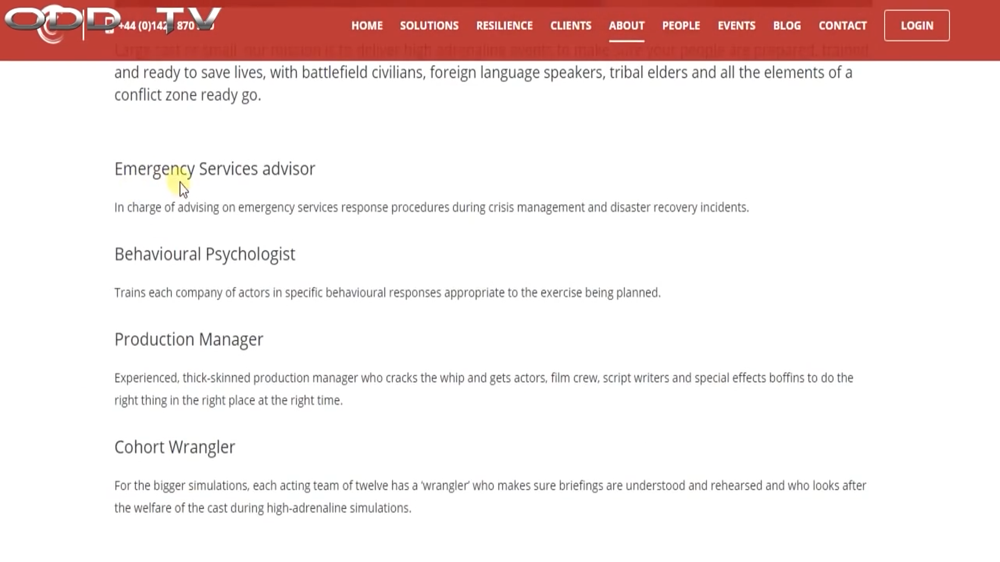 ODD TV
+44 (0)142 870
HOME SOLUTIONS RESILIENCE CLIENTS ABOUT PEOPLE EVENTS BLOG CONTACT LOGIN
Large cast or small, our mission is to deliver high adrenaline events to make sure your people are prepared, trained
and ready to save lives, with battlefield civilians, foreign language speakers, tribal elders and all the elements of a
conflict zone ready go.
Emergency Services advisor
In charge of advising on emergency services response procedures during crisis management and disaster recovery incidents.
Behavioural Psychologist
Trains each company of actors in specific behavioural responses appropriate to the exercise being planned.
Production Manager
Experienced, thick-skinned production manager who cracks the whip and gets actors, film crew, script writers and special effects boffins to do the
right thing in the right place at the right time.
Cohort Wrangler
For the bigger simulations, each acting team of twelve has a ‘wrangler’ who makes sure briefings are understood and rehearsed and who looks after
the welfare of the cast during high-adrenaline simulations.